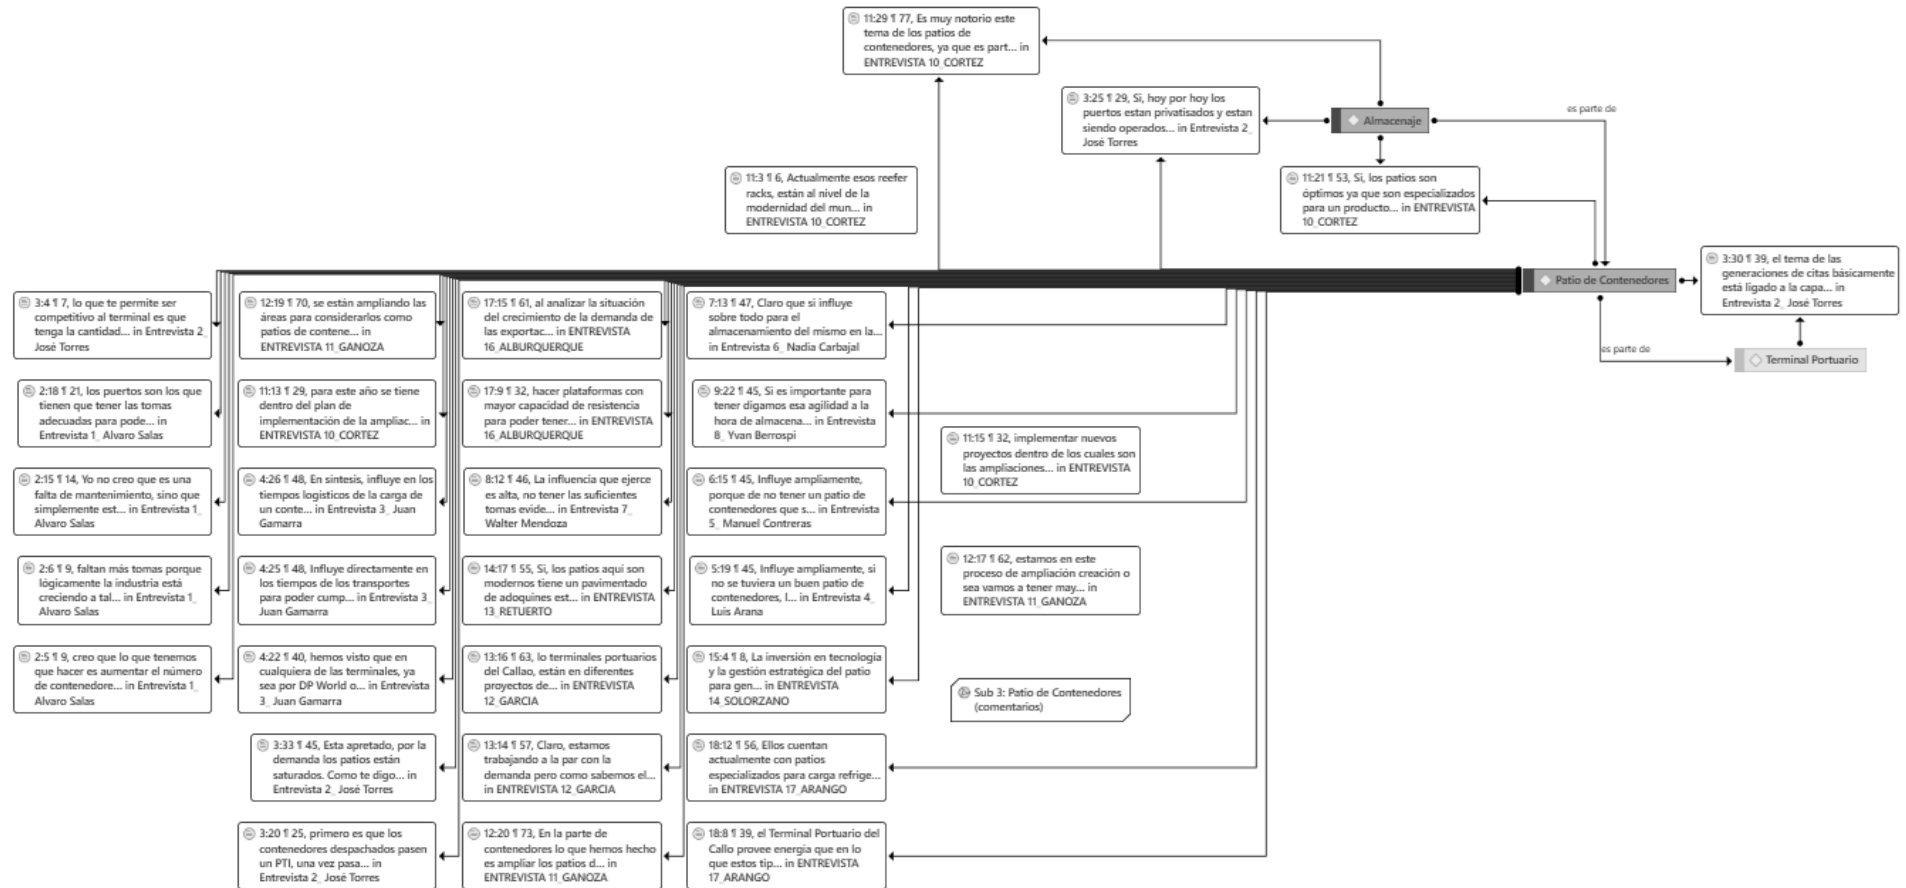 11:29 ¶ 77, Es muy notorio este
tema de los patios de
contenedores, ya que es part... in
ENTREVISTA 10_CORTEZ
3:25 ¶ 29, Si, hoy por hoy los
puertos estan privatisados y estan
siendo operados... in Entrevista 2_
José Torres
Almacenaje
es parte de
11:3 ¶ 6, Actualmente esos reefer
racks, están al nivel de la
modernidad del mun... in
ENTREVISTA 10_CORTEZ
11:21 ¶ 53, Si, los patios son
óptimos ya que son especializados
para un producto... in ENTREVISTA
10_CORTEZ
Patio de Contenedores
3:30 ¶ 39, el tema de las
generaciones de citas básicamente
está ligado a la capa... in
Entrevista 2_ José Torres
es parte de
Terminal Portuario
3:4 ¶ 7, lo que te permite ser
competitivo al terminal es que
tenga la cantidad... in Entrevista 2_
José Torres
12:19 ¶ 70, se están ampliando las
áreas para considerarlos como
patios de contene... in
ENTREVISTA 11_GANOZA
17:15 ¶ 61, al analizar la situación
del crecimiento de la demanda de
las exportac... in ENTREVISTA
16_ALBURQUERQUE
7:13 ¶ 47, Claro que si influye
sobre todo para el
almacenamiento del mismo en la...
in Entrevista 6_ Nadia Carbajal
2:18 ¶ 21, los puertos son los que
tienen que tener las tomas
adecuadas para pode... in
Entrevista 1_ Alvaro Salas
11:13 ¶ 29, para este año se tiene
dentro del plan de
implementación de la ampliac... in
ENTREVISTA 10_CORTEZ
17:9 ¶ 32, hacer plataformas con
mayor capacidad de resistencia
para poder tener... in ENTREVISTA
16_ALBURQUERQUE
9:22 ¶ 45, Si es importante para
tener digamos esa agilidad a la
hora de almacena... in Entrevista
8_ Yvan Berrospi
11:15 ¶ 32, implementar nuevos
proyectos dentro de los cuales son
las ampliaciones... in ENTREVISTA
10_CORTEZ
2:15 ¶ 14, Yo no creo que es una
falta de mantenimiento, sino que
simplemente est... in Entrevista 1_
Alvaro Salas
4:26 ¶ 48, En sintesis, influye en los
tiempos logísticos de la carga de
un conte... in Entrevista 3_ Juan
Gamarra
8:12 ¶ 46, La influencia que ejerce
es alta, no tener las suficientes
tomas evide... in Entrevista 7_
Walter Mendoza
6:15 ¶ 45, Influye ampliamente,
porque de no tener un patio de
contenedores que s... in Entrevista
5_ Manuel Contreras
2:6 ¶ 9, faltan más tomas porque
lógicamente la industria está
creciendo a tal... in Entrevista 1_
Alvaro Salas
4:25 ¶ 48, Influye directamente en
los tiempos de los transportes
para poder cump... in Entrevista 3_
Juan Gamarra
14:17 ¶ 55, Si, los patios aqui son
modernos tiene un pavimentado
de adoquines est... in ENTREVISTA
13_RETUERTO
5:19 ¶ 45, Influye ampliamente, si
no se tuviera un buen patio de
contenedores, l... in Entrevista 4_
Luis Arana
12:17 ¶ 62, estamos en este
proceso de ampliación creación o
sea vamos a tener may... in
ENTREVISTA 11_GANOZA
2:5 ¶ 9, creo que lo que tenemos
que hacer es aumentar el número
de contenedore... in Entrevista 1_
Alvaro Salas
4:22 ¶ 40, hemos visto que en
cualquiera de las terminales, ya
sea por DP World o... in Entrevista
3_ Juan Gamarra
13:16 ¶ 63, lo terminales portuarios
del Callao, están en diferentes
proyectos de... in ENTREVISTA
12_GARCIA
15:4 ¶ 8, La inversión en tecnología
y la gestión estratégica del patio
para gen... in ENTREVISTA
14_SOLORZANO
Sub 3: Patio de Contenedores
(comentarios)
3:33 ¶ 45, Esta apretado, por la
demanda los patios están
saturados. Como te digo... in
Entrevista 2_ José Torres
13:14 ¶ 57, Claro, estamos
trabajando a la par con la
demanda pero como sabemos el...
in ENTREVISTA 12_GARCIA
18:12 ¶ 56, Ellos cuentan
actualmente con patios
especializados para carga refrige...
in ENTREVISTA 17_ARANGO
3:20 ¶ 25, primero es que los
contenedores despachados pasen
un PTI, una vez pasa... in
Entrevista 2_ José Torres
12:20 ¶ 73, En la parte de
contenedores lo que hemos hecho
es ampliar los patios d... in
ENTREVISTA 11_GANOZA
18:8 ¶ 39, el Terminal Portuario del
Callo provee energia que en lo
que estos tip... in ENTREVISTA
17_ARANGO